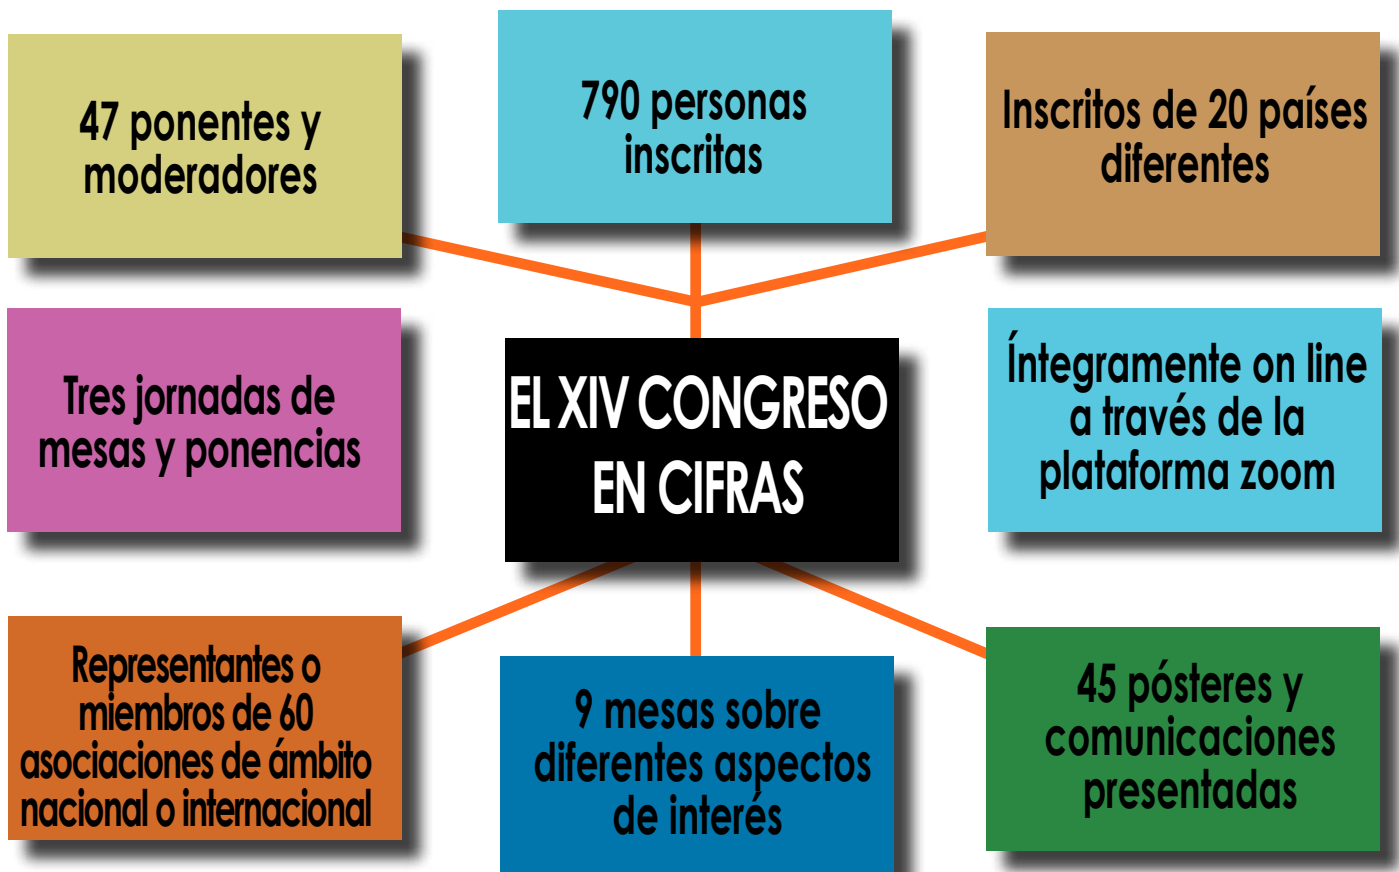 47 ponentes y
moderadores
790 personas
inscritas
Inscritos de 20 países
diferentes
Tres jornadas de
mesas y ponencias
EL XIV CONGRESO
EN CIFRAS
Íntegramente on line
a través de la
plataforma zoom
Representantes o
miembros de 60
asociaciones de ámbito
nacional o internacional
9 mesas sobre
diferentes aspectos
de interés
45 pósteres y
comunicaciones
presentadas